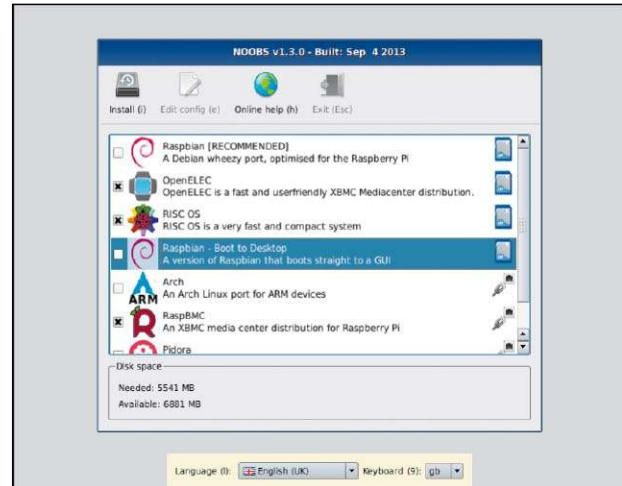 NOOBS v1.3.0 - Built: Sep 4 2013
Install (i) Edit config (e) Online help (h) Exit (Esc)
Raspbian [RECOMMENDED]
A Debian wheezy port, optimised for the Raspberry Pi
OpenELEC
OpenELEC is a fast and userfriendly XBMC Mediacenter distribution.
RISC OS
RISC OS is a very fast and compact system
Raspbian - Boot to Desktop
A version of Raspbian that boots straight to a GUI
Arch
An Arch Linux port for ARM devices
ARM
RaspBMC
An XBMC media center distribution for Raspberry Pi
Pidora
Disk space
Needed: 5541 MB
Available: 6881 MB
Language (l): English (UK) Keyboard (9): gb